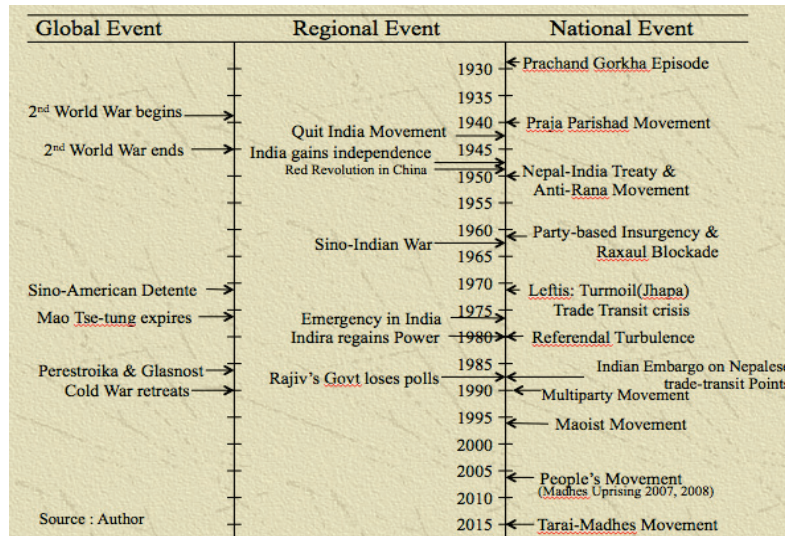 Global Event
Regional Event
National Event
1930
Prachand Gorkha Episode
1935
2nd World War begins
1940
Praja Parishad Movement
Quit India Movement
2nd World War ends
India gains independence
1945
Red Revolution in China
Nepal-India Treaty &
1950
Anti-Rana Movement
1955
1960
Party-based Insurgency &
Sino-Indian War
Raxaul Blockade
1965
Sino-American Detente
1970
Leftis: Turmoil(Jhapa)
Mao Tse-tung expires
Emergency in India
1975
Trade Transit crisis
Indira regains Power
1980
Referendal Turbulence
Perestroika & Glasnost
1985
Indian Embargo on Nepalese
Rajiv's Govt loses polls
trade-transit Points
Cold War retreats
1990
Multiparty Movement
1995
Maoist Movement
2000
2005
People's Movement
(Madhes Uprising 2007, 2008)
2010
Source : Author
2015
Tarai-Madhes Movement